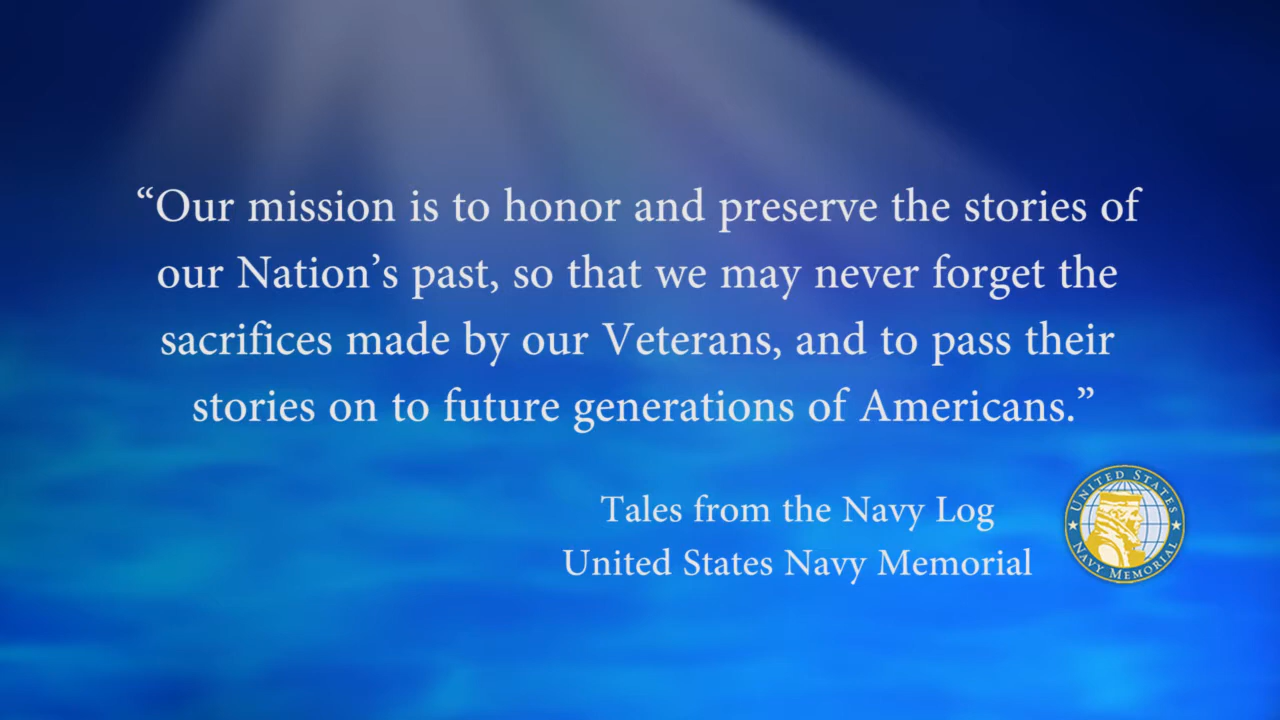 “Our mission is to honor and preserve the stories of
our Nation’s past, so that we may never forget the
sacrifices made by our Veterans, and to pass their
stories on to future generations of Americans.”
Tales from the Navy Log
United States Navy Memorial
UNITED STATES
NAVY MEMORIAL